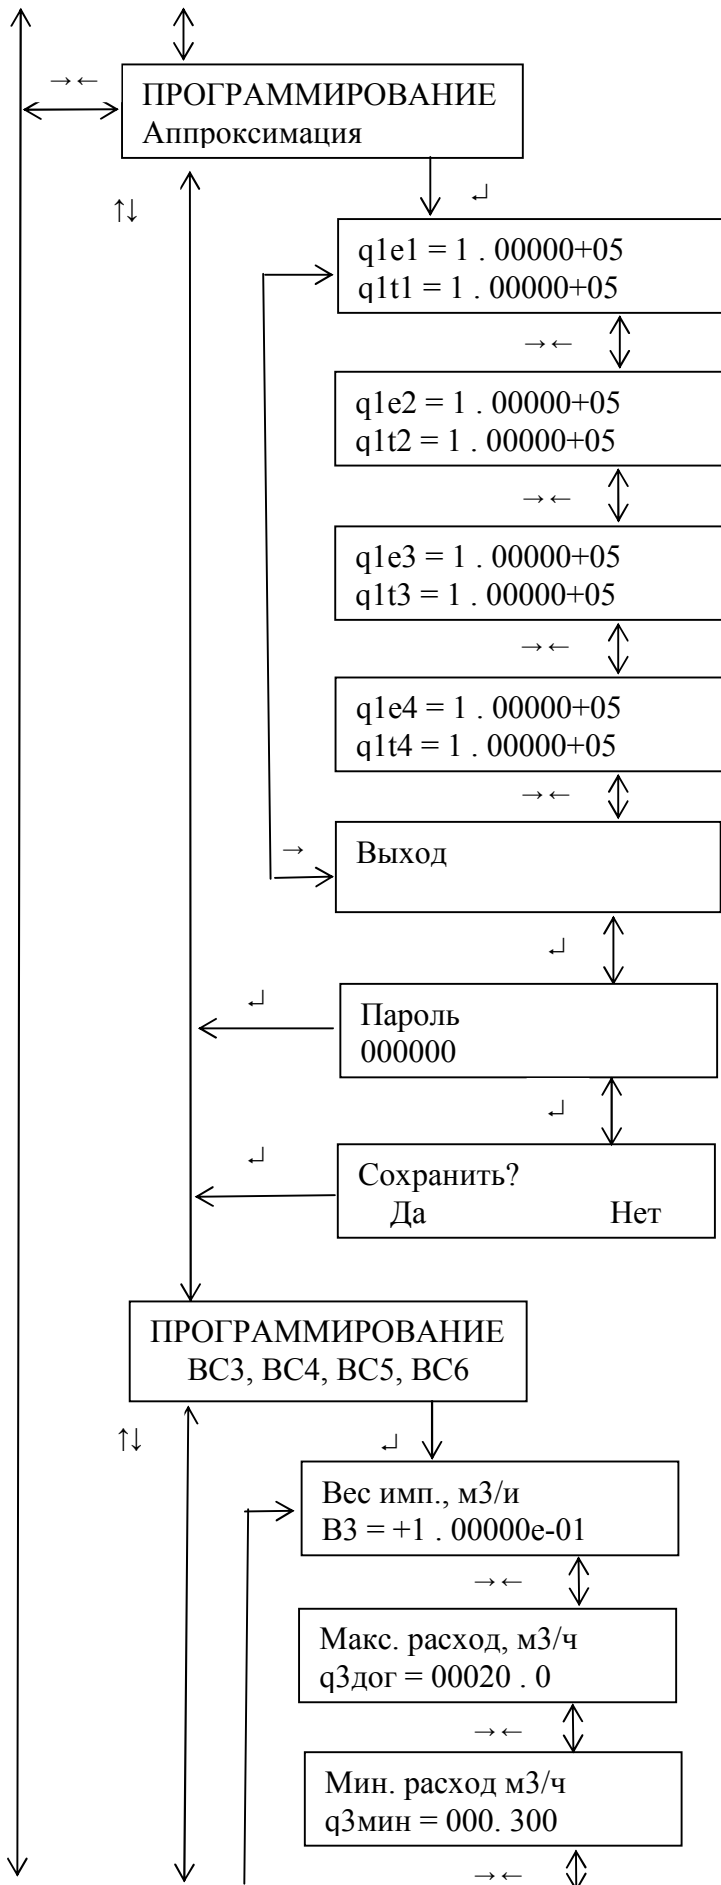 →←
ПРОГРАММИРОВАНИЕ
Аппроксимация
↑↓
↵
q1e1 = 1 . 00000+05
q1t1 = 1 . 00000+05
→←
q1e2 = 1 . 00000+05
q1t2 = 1 . 00000+05
→←
q1e3 = 1 . 00000+05
q1t3 = 1 . 00000+05
→←
q1e4 = 1 . 00000+05
q1t4 = 1 . 00000+05
→←
→
Выход
↵
↵
Пароль
000000
↵
↵
Сохранить?
Да Нет
ПРОГРАММИРОВАНИЕ
ВС3, ВС4, ВС5, ВС6
↑↓
↵
Вес имп., м3/и
В3 = +1 . 00000е-01
→←
Макс. расход, м3/ч
q3дог = 00020 . 0
→←
Мин. расход м3/ч
q3мин = 000. 300
→←